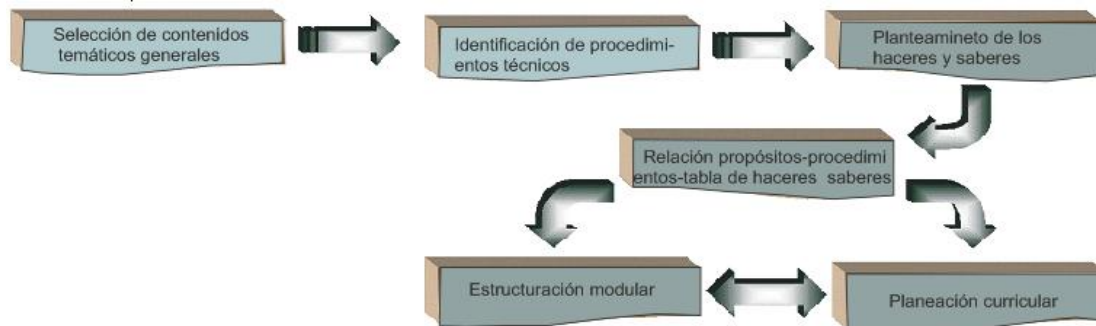 Selección de contenidos
temáticos generales
Identificación de procedimi-
entos técnicos
Planteamineto de los
haceres y saberes
Relación propósitos-procedimi
entos-tabla de haceres saberes
Estructuración modular
Planeación curricular